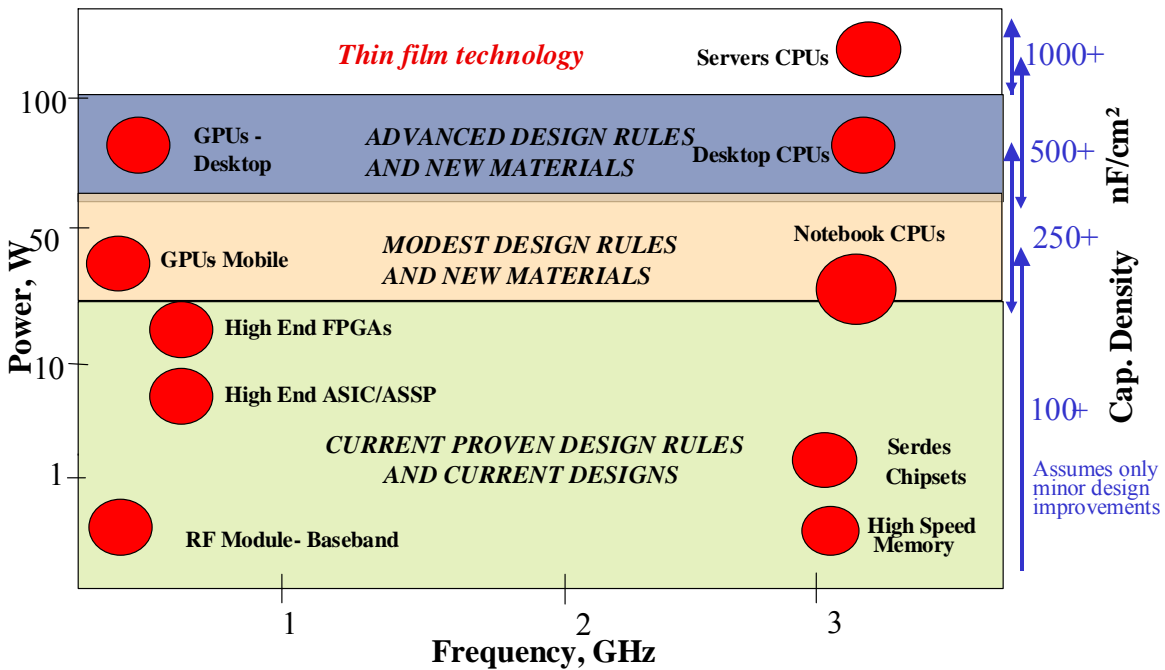 Thin film technology
Servers CPUs
1000+
100
GPUs -
Desktop
ADVANCED DESIGN RULES
AND NEW MATERIALS
Desktop CPUs
500+
nF/cm²
50
GPUs Mobile
MODEST DESIGN RULES
AND NEW MATERIALS
Notebook CPUs
250+
Power, W
High End FPGAs
10
High End ASIC/ASSP
100+
Cap. Density
CURRENT PROVEN DESIGN RULES
AND CURRENT DESIGNS
Serdes
Chipsets
1
Assumes only
minor design
improvements
RF Module- Baseband
High Speed
Memory
1
2
3
Frequency, GHz